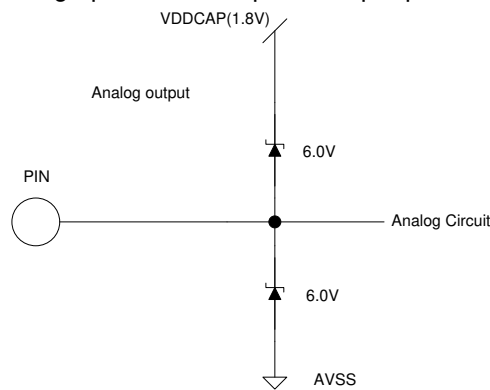 VDDCAP(1.8V)
Analog output
6.0V
PIN
Analog Circuit
6.0V
AVSS